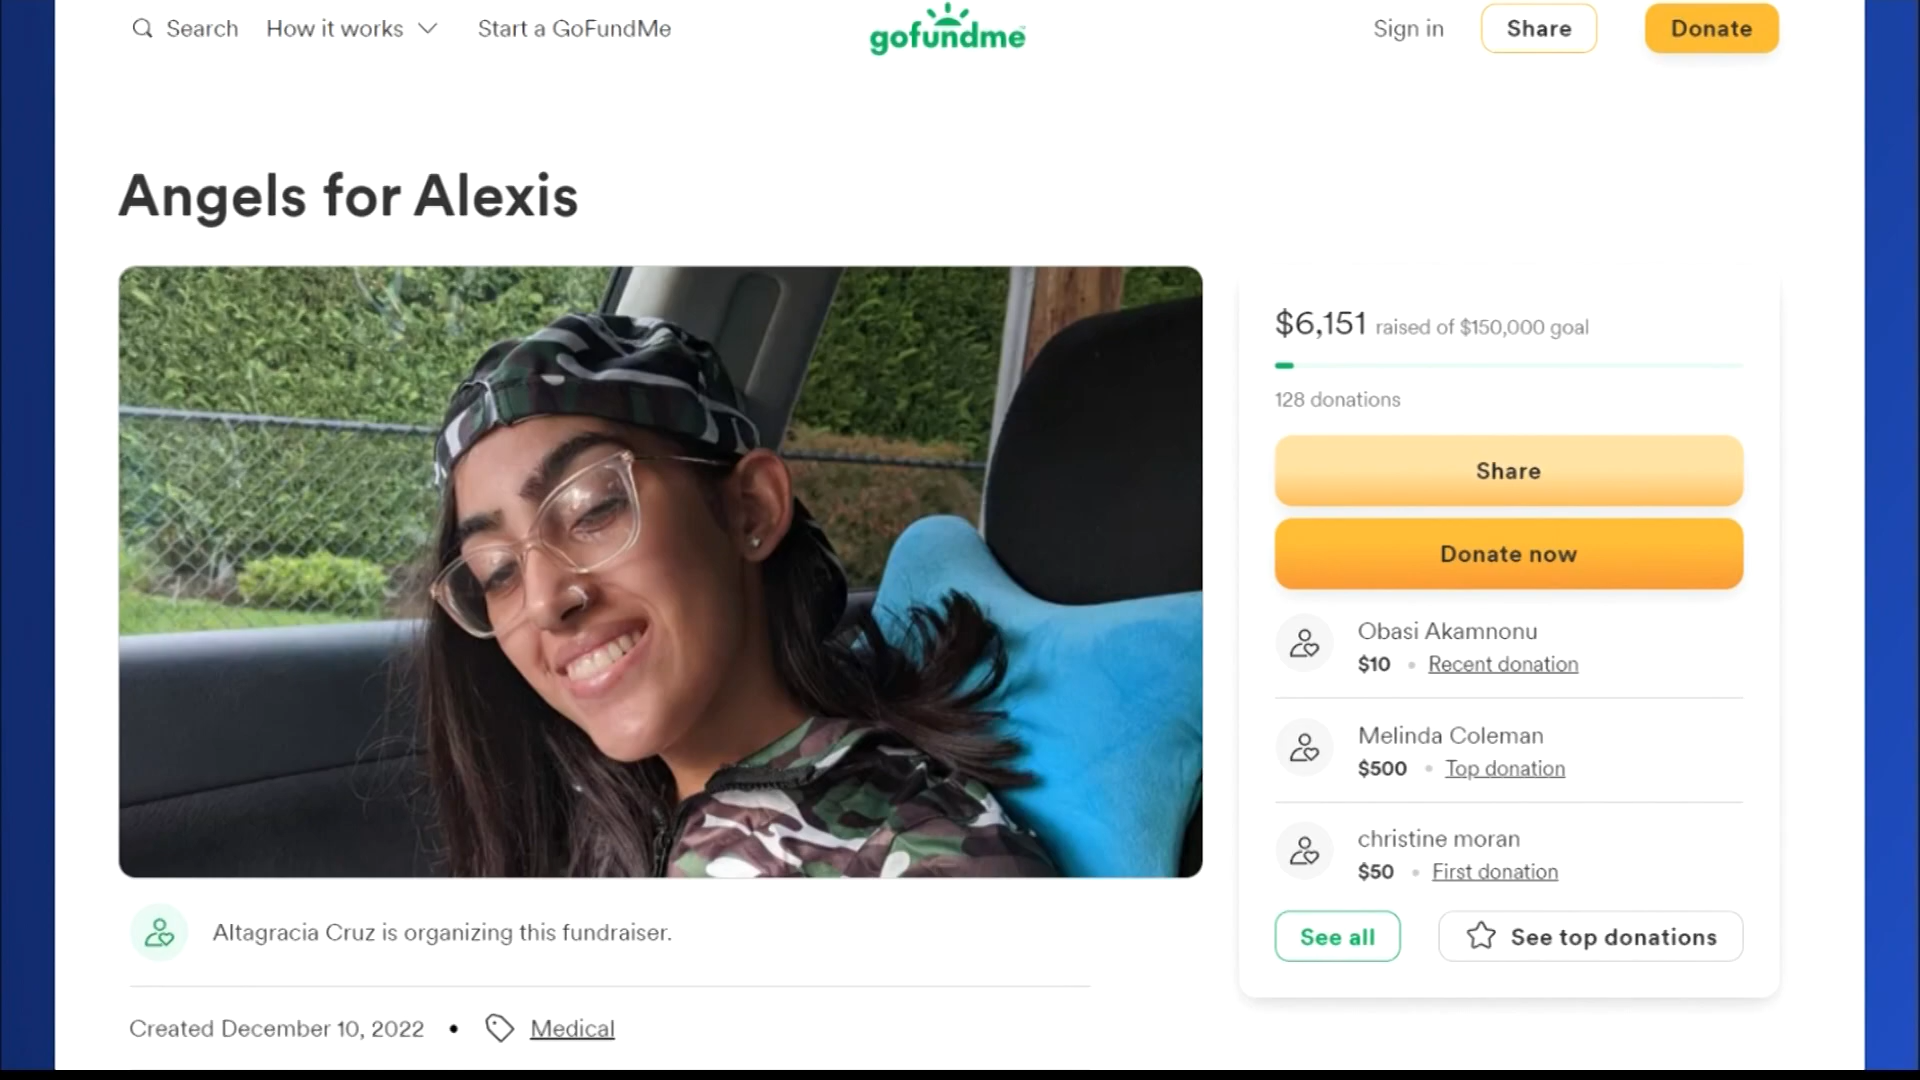 Search How it works Start a GoFundMe gofundme Sign in Share Donate
Angels for Alexis
$6,151 raised of $150,000 goal
128 donations
Share
Donate now
Obasi Akamnonu
$10 • Recent donation
Melinda Coleman
$500 • Top donation
christine moran
$50 • First donation
See all See top donations
Altagracia Cruz is organizing this fundraiser.
Created December 10, 2022 • Medical